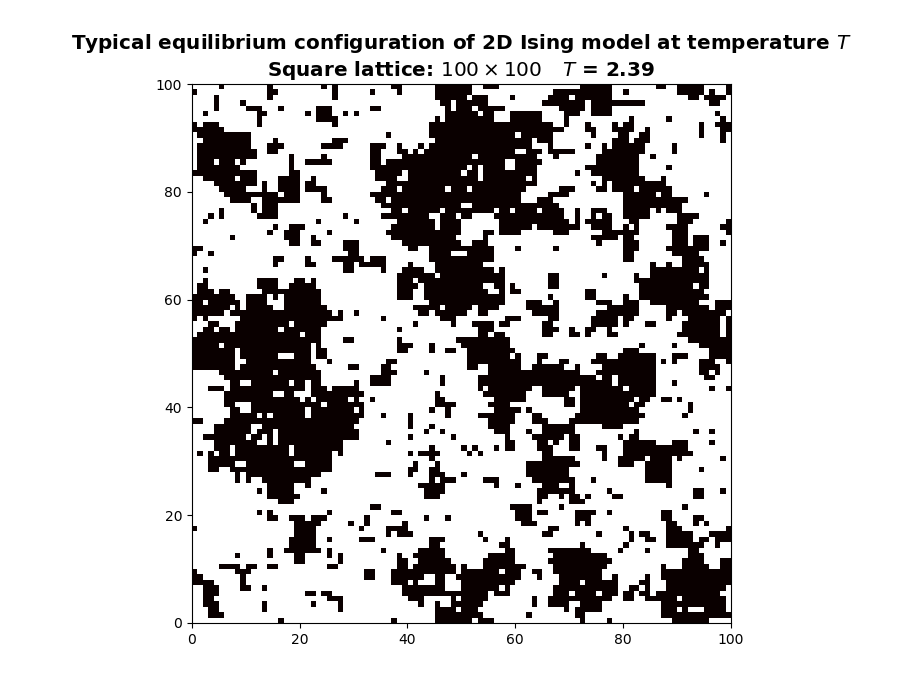 Typical equilibrium configuration of 2D Ising model at temperature T
Square lattice: 100 × 100 T = 2.39
100
80
60
40
20
0
0 20 40 60 80 100